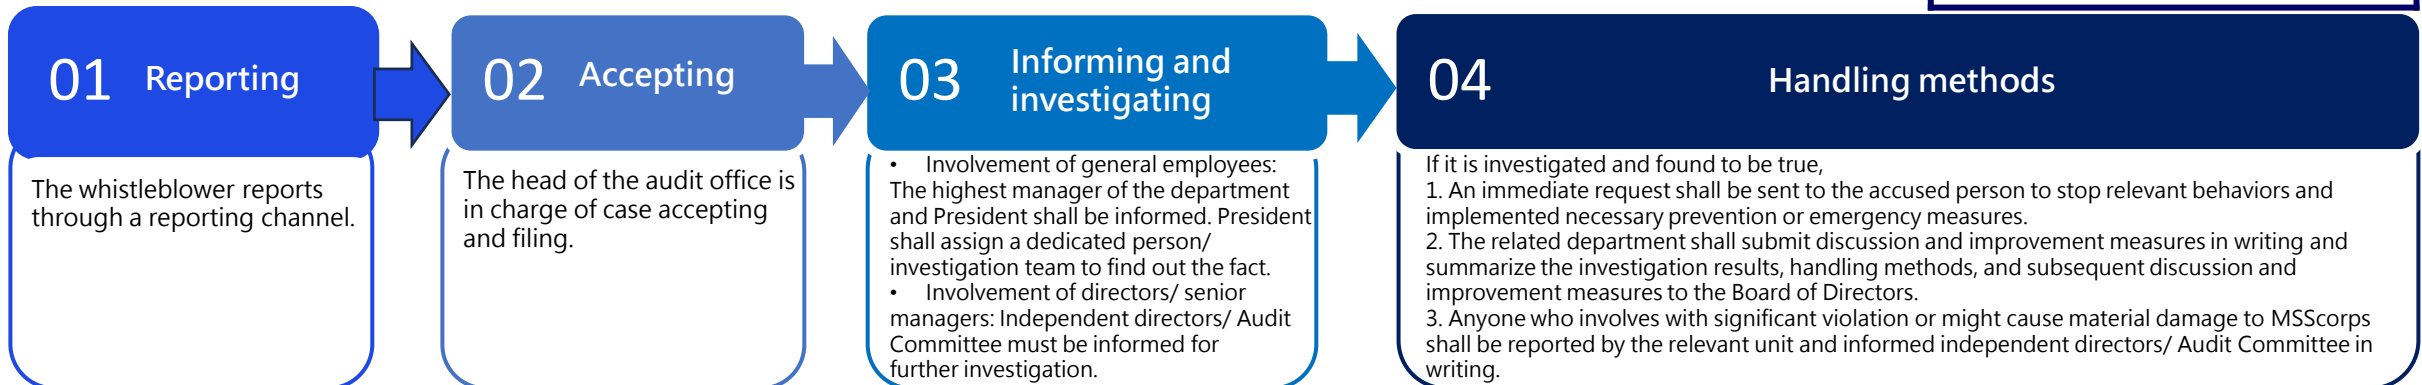 01 Reporting
The whistleblower reports
through a reporting channel.
02 Accepting
The head of the audit office is
in charge of case accepting
and filing.
03 Informing and
investigating
• Involvement of general employees:
The highest manager of the department
and President shall be informed. President
shall assign a dedicated person/
investigation team to find out the fact.
• Involvement of directors/ senior
managers: Independent directors/ Audit
Committee must be informed for
further investigation.
04 Handling methods
If it is investigated and found to be true,
1. An immediate request shall be sent to the accused person to stop relevant behaviors and
implemented necessary prevention or emergency measures.
2. The related department shall submit discussion and improvement measures in writing and
summarize the investigation results, handling methods, and subsequent discussion and
improvement measures to the Board of Directors.
3. Anyone who involves with significant violation or might cause material damage to MSScorps
shall be reported by the relevant unit and informed independent directors/ Audit Committee in
writing.